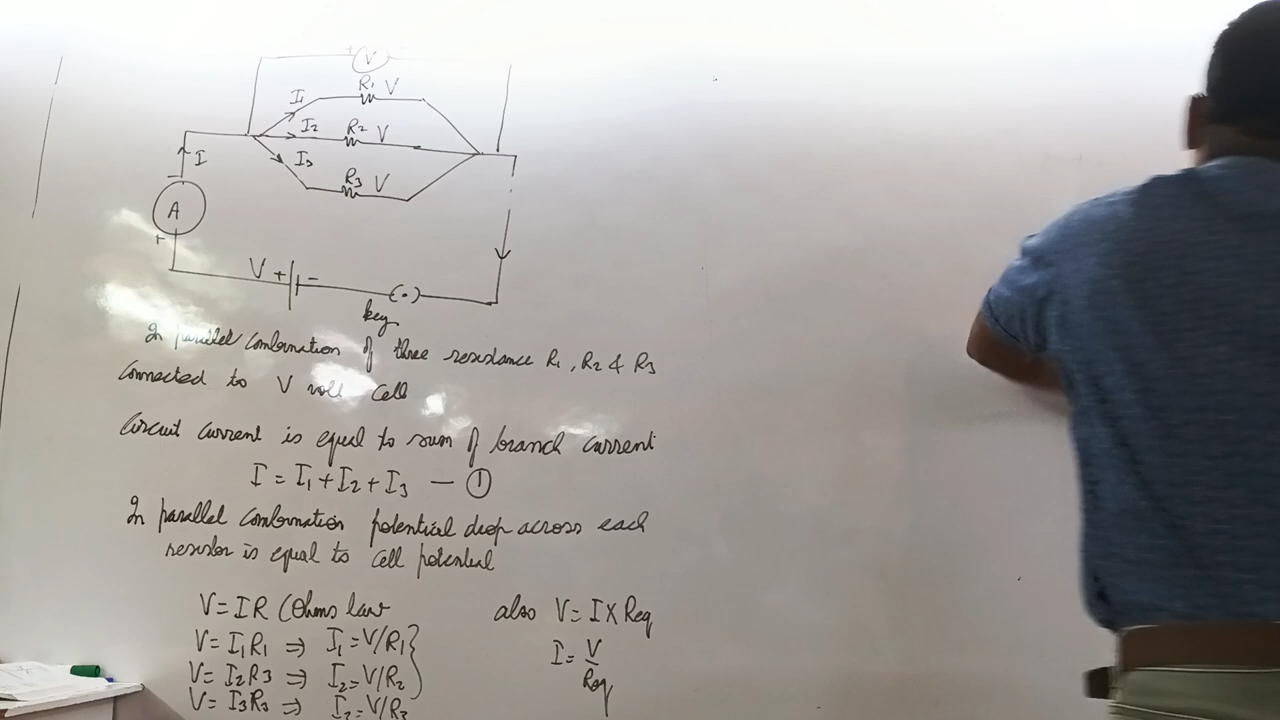 + V
R1 V
I1
I2 R2 V
I3
R3 V
I
-
A
+
V + -
key
In parallel combination of three resistance R1, R2 & R3
connected to V volt cell
Circuit current is equal to sum of branch current
I = I1 + I2 + I3 — ①
In parallel combination potential drop across each
resistor is equal to cell potential
V = IR (Ohms law
V = I1R1 ⇒ I1 = V/R1}
V = I2R3 ⇒ I2 = V/R2
V = I3R3 ⇒ I3 = V/R3
also V = I X Req
I = V
Req